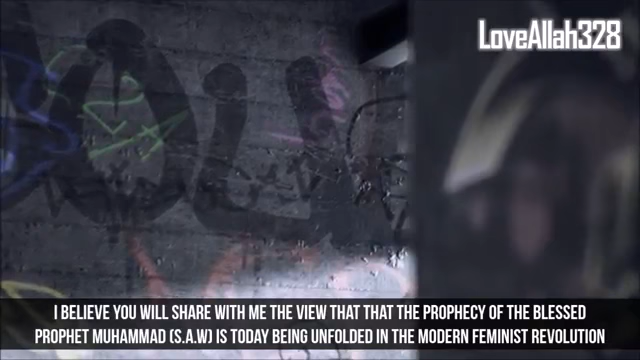 LoveAllah328
I BELIEVE YOU WILL SHARE WITH ME THE VIEW THAT THAT THE PROPHECY OF THE BLESSED
PROPHET MUHAMMAD (S.A.W) IS TODAY BEING UNFOLDED IN THE MODERN FEMINIST REVOLUTION